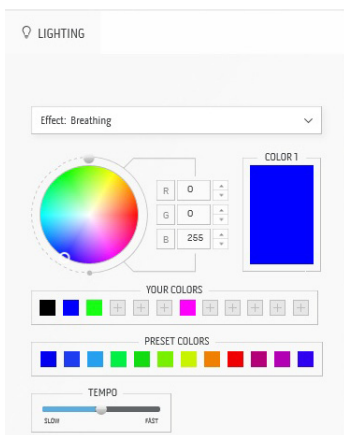 LIGHTING
Effect: Breathing
COLOR 1
R 0
G 0
B 255
YOUR COLORS
PRESET COLORS
TEMPO
SLOW FAST